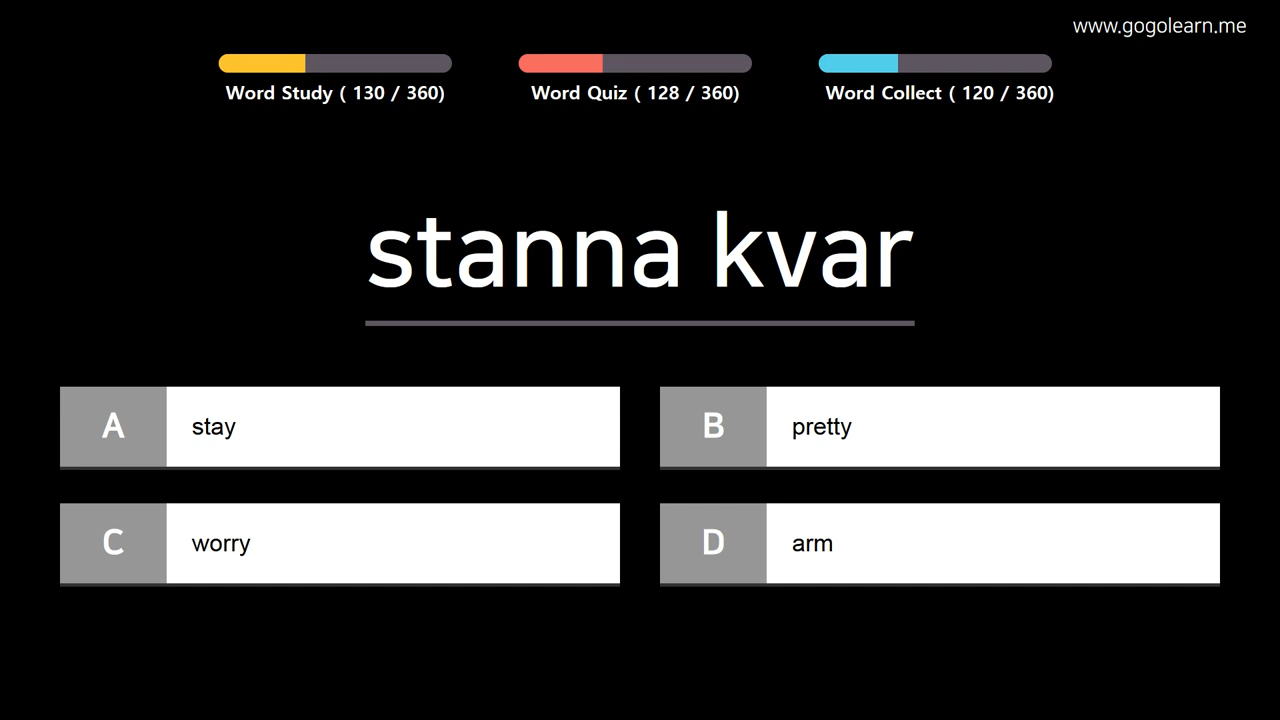 www.gogolearn.me
Word Study ( 130 / 360)
Word Quiz ( 128 / 360)
Word Collect ( 120 / 360)
stanna kvar
A stay
B pretty
C worry
D arm